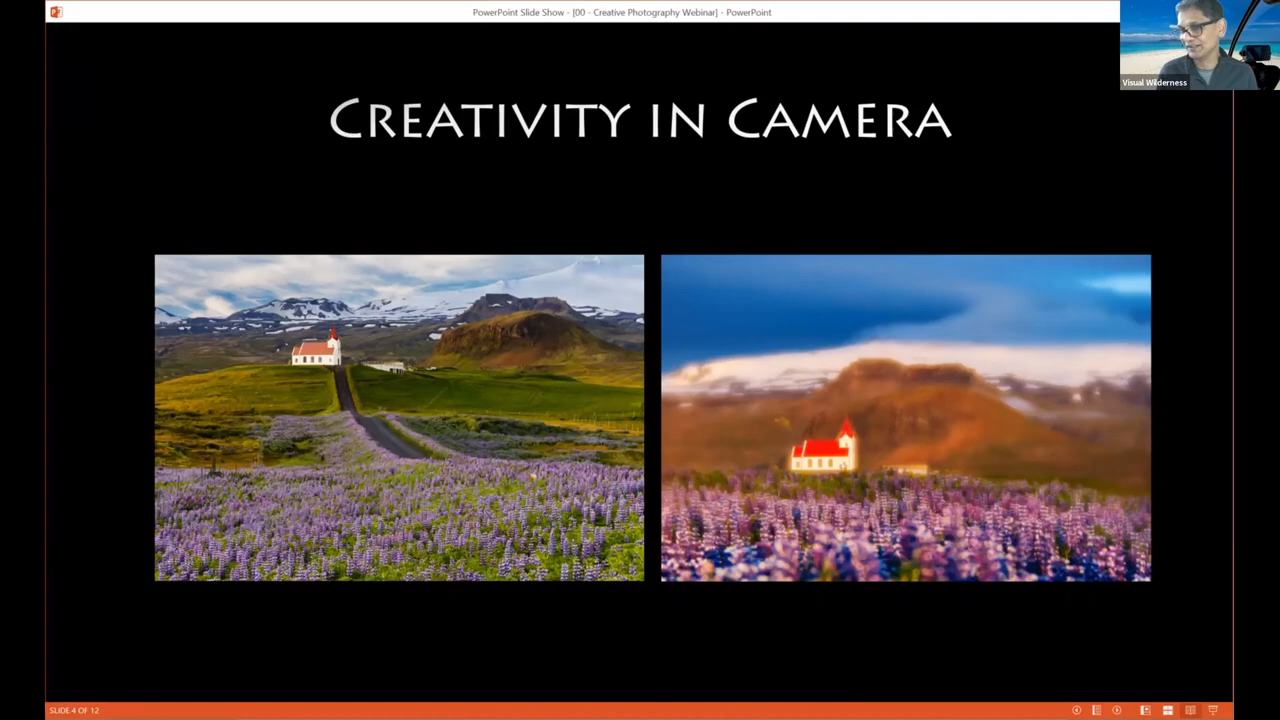 PowerPoint Slide Show - [00 - Creative Photography Webinar] - PowerPoint
Visual Wilderness
CREATIVITY IN CAMERA
SLIDE 4 OF 12